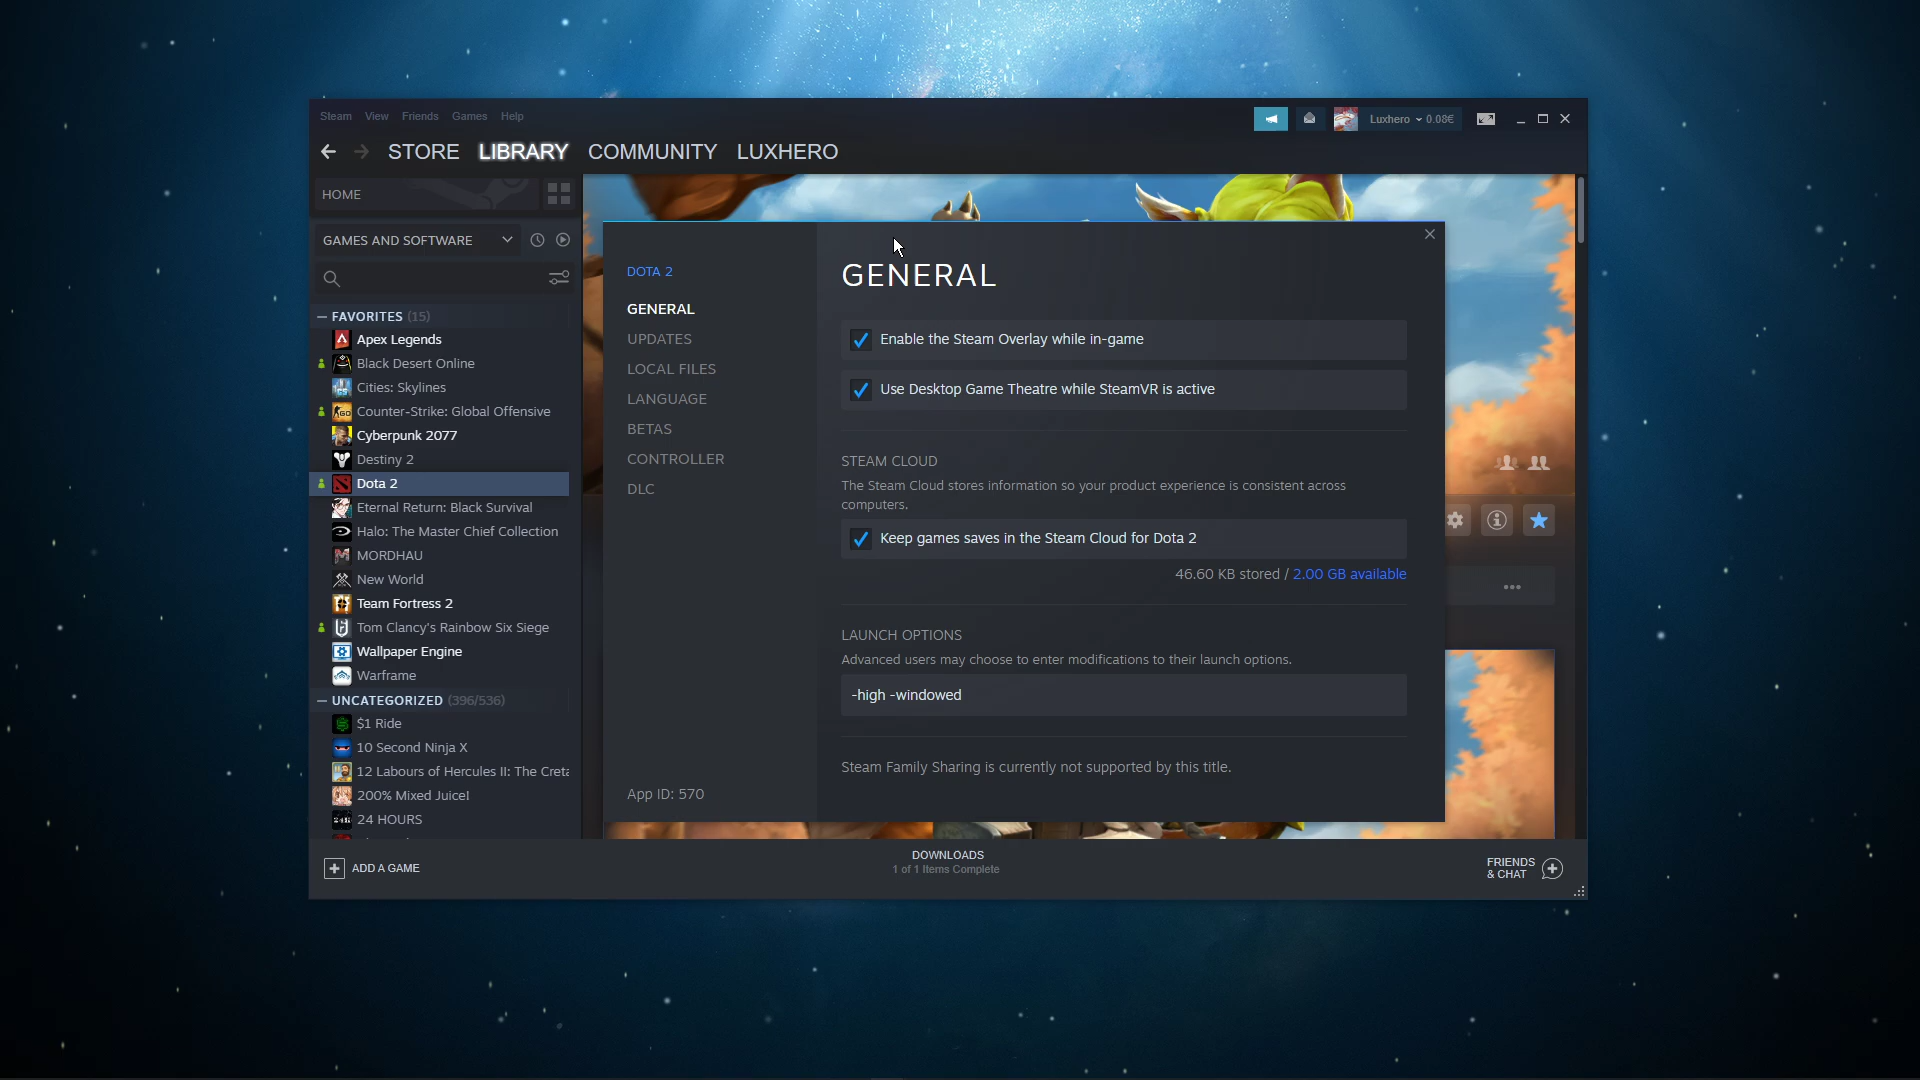 Steam View Friends Games Help
Luxhero 0.08€
STORE LIBRARY COMMUNITY LUXHERO
HOME
GAMES AND SOFTWARE
FAVORITES (15)
Apex Legends
Black Desert Online
Cities: Skylines
Counter-Strike: Global Offensive
Cyberpunk 2077
Destiny 2
Dota 2
Eternal Return: Black Survival
Halo: The Master Chief Collection
MORDHAU
New World
Team Fortress 2
Tom Clancy's Rainbow Six Siege
Wallpaper Engine
Warframe
UNCATEGORIZED (396/536)
$1 Ride
10 Second Ninja X
12 Labours of Hercules II: The Creta
200% Mixed Juice!
24 HOURS
ADD A GAME
DOTA 2
GENERAL
UPDATES
LOCAL FILES
LANGUAGE
BETAS
CONTROLLER
DLC
App ID: 570
GENERAL
Enable the Steam Overlay while in-game
Use Desktop Game Theatre while SteamVR is active
STEAM CLOUD
The Steam Cloud stores information so your product experience is consistent across
computers.
Keep games saves in the Steam Cloud for Dota 2
46.60 KB stored / 2.00 GB available
LAUNCH OPTIONS
Advanced users may choose to enter modifications to their launch options.
-high -windowed
Steam Family Sharing is currently not supported by this title.
DOWNLOADS
1 of 1 Items Complete
FRIENDS
& CHAT